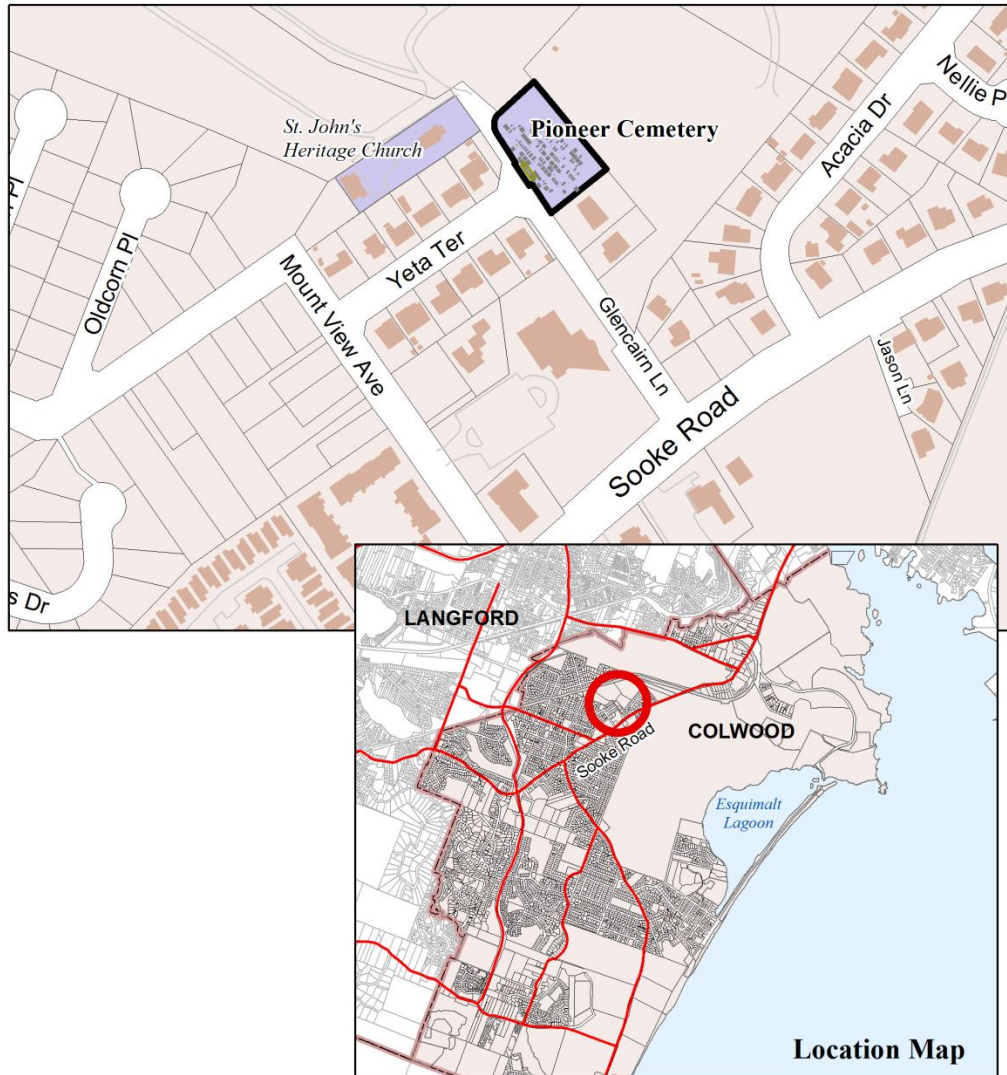 St. John's
Heritage Church
Pioneer Cemetery
Nellie P
Acacia Dr
Pl
Oldcorn Pl
Yeta Ter
Mount View Ave
Glencairn Ln
Jason Ln
Sooke Road
s Dr
LANGFORD
COLWOOD
Sooke Road
Esquimalt
Lagoon
Location Map